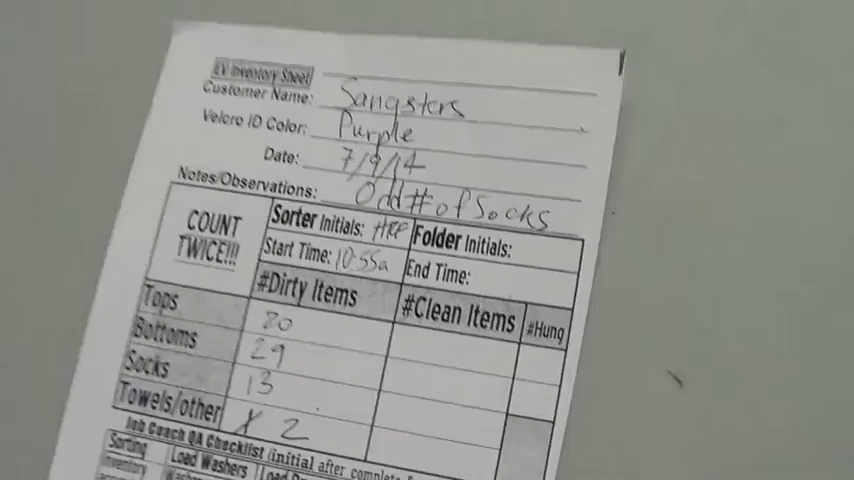 EV Inventory Sheet
Customer Name: Sangsters
Velcro ID Color: Purple
Date: 7/9/14
Notes/Observations: Odd # of Socks
COUNT TWICE!!! Sorter Initials: Folder Initials:
Start Time: 10:55a End Time:
#Dirty Items #Clean Items #Hung
Tops 20
Bottoms 29
Socks 13
Towels/other 2
Job Coach QA Checklist (initial after complete
Sorting Load Washers
Inventory